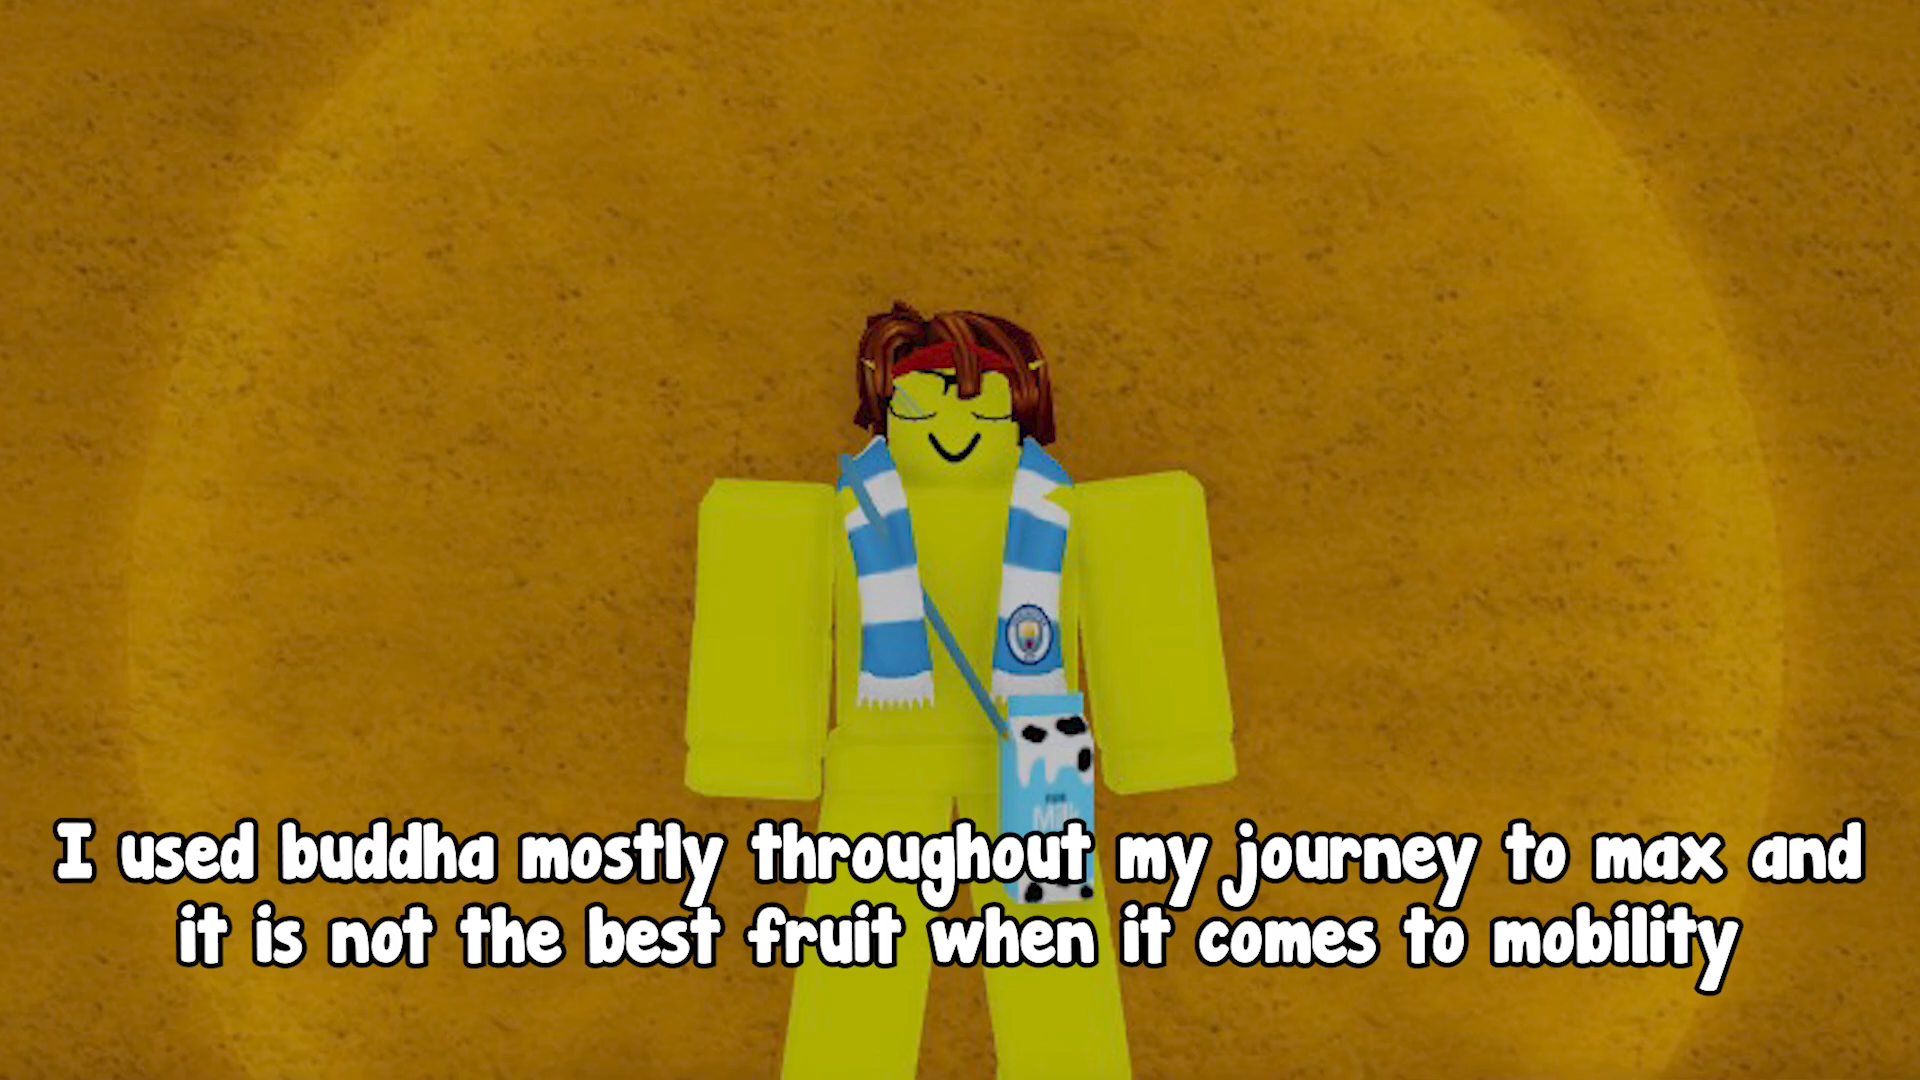 MILK
I used buddha mostly throughout my journey to max and
it is not the best fruit when it comes to mobility